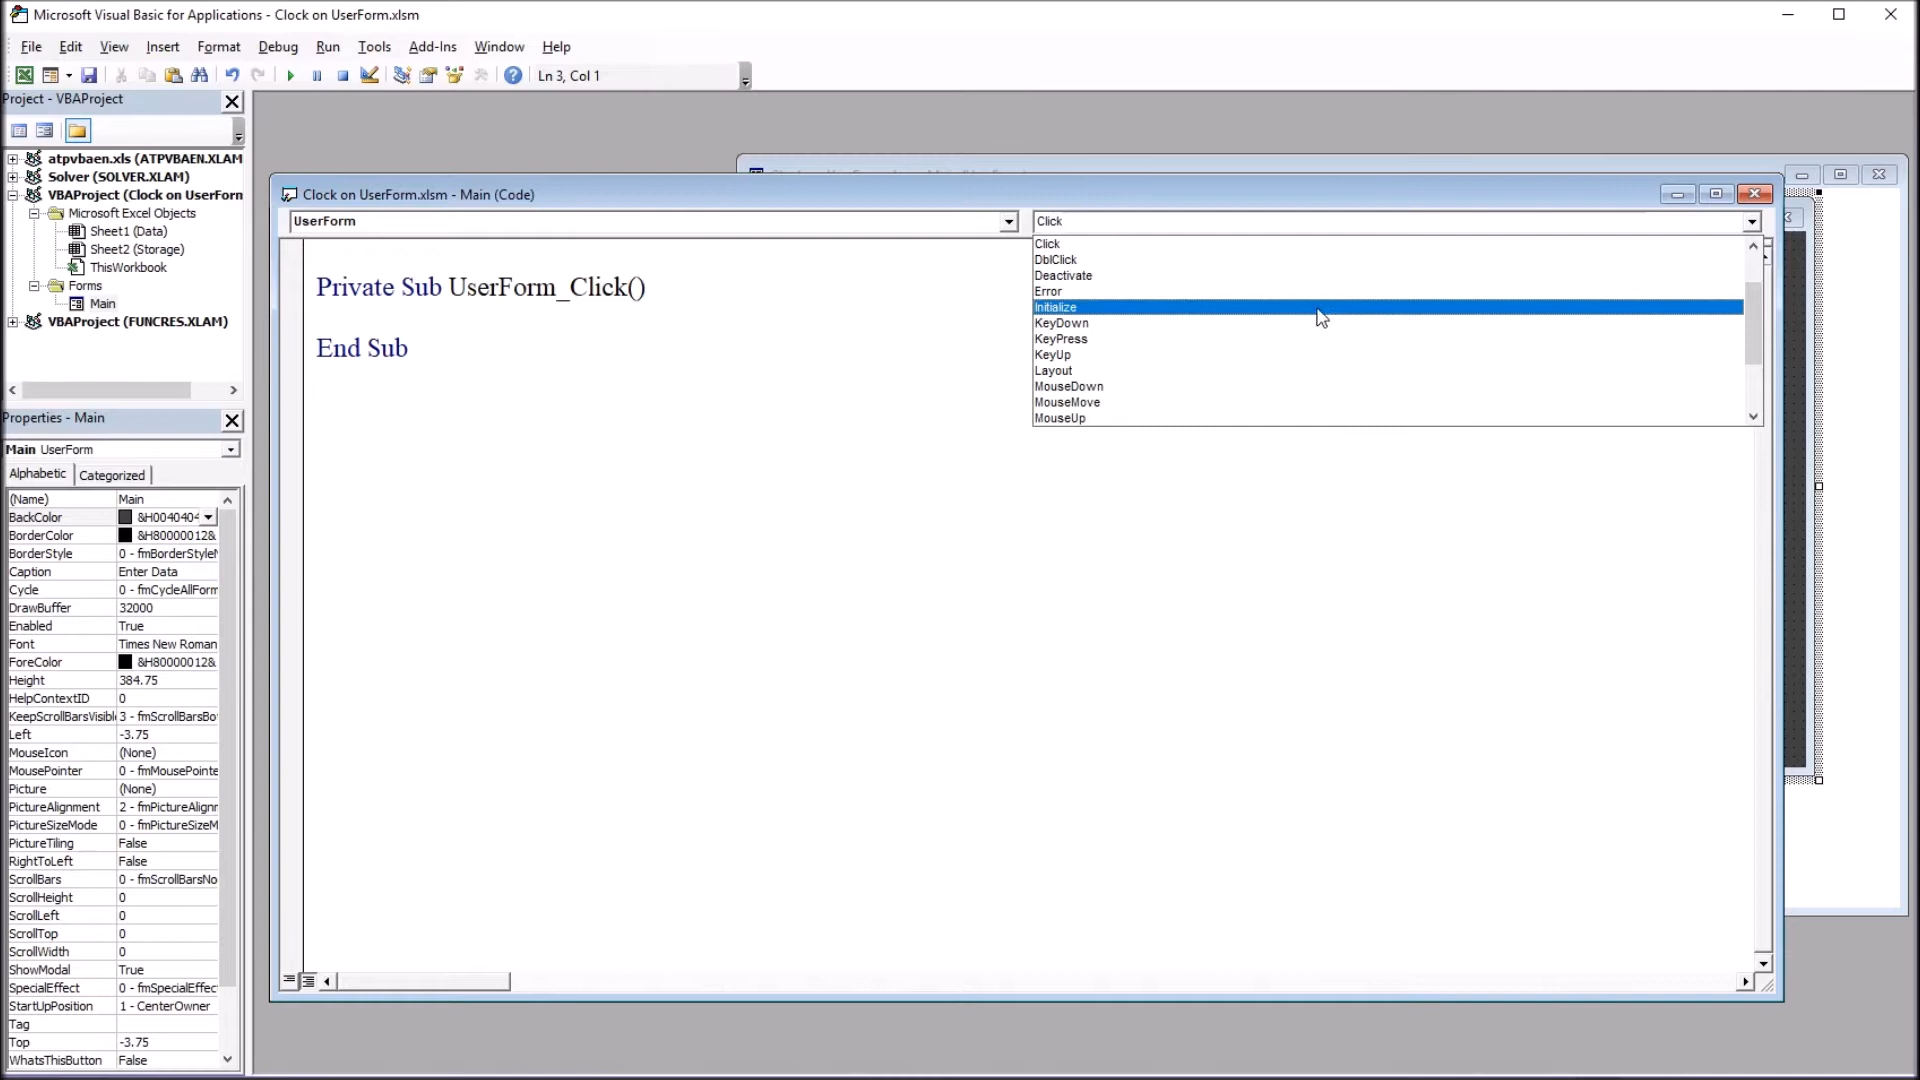 Microsoft Visual Basic for Applications - Clock on UserForm.xlsm
File Edit View Insert Format Debug Run Tools Add-Ins Window Help
Ln 3, Col 1
Project - VBAProject
atpvbaen.xls (ATPVBAEN.XLAM
Solver (SOLVER.XLAM)
VBAProject (Clock on UserForm
Microsoft Excel Objects
Sheet1 (Data)
Sheet2 (Storage)
ThisWorkbook
Forms
Main
VBAProject (FUNCRES.XLAM)
Properties - Main
Main UserForm
Alphabetic Categorized
(Name) Main
BackColor &H0040404
BorderColor &H80000012&
BorderStyle 0 - fmBorderStyle
Caption Enter Data
Cycle 0 - fmCycleAllForm
DrawBuffer 32000
Enabled True
Font Times New Roman
ForeColor &H80000012&
Height 384.75
HelpContextID 0
KeepScrollBarsVisibl 3 - fmScrollBarsBo
Left -3.75
MouseIcon (None)
MousePointer 0 - fmMousePointe
Picture (None)
PictureAlignment 2 - fmPictureAlignr
PictureSizeMode 0 - fmPictureSizeM
PictureTiling False
RightToLeft False
ScrollBars 0 - fmScrollBarsNo
ScrollHeight 0
ScrollLeft 0
ScrollTop 0
ScrollWidth 0
ShowModal True
SpecialEffect 0 - fmSpecialEffec
StartUpPosition 1 - CenterOwner
Tag
Top -3.75
WhatsThisButton False
Clock on UserForm.xlsm - Main (Code)
UserForm
Click
Private Sub UserForm_Click()
End Sub
Click
DblClick
Deactivate
Error
Initialize
KeyDown
KeyPress
KeyUp
Layout
MouseDown
MouseMove
MouseUp